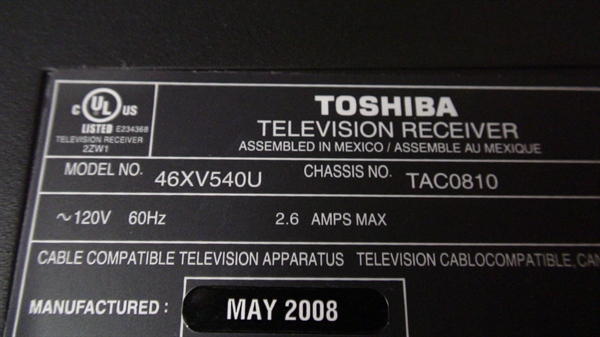 C UL US
LISTED E234368
TELEVISION RECEIVER
2ZW1
TOSHIBA
TELEVISION RECEIVER
ASSEMBLED IN MEXICO / ASSEMBLE AU MEXIQUE
MODEL NO. 46XV540U CHASSIS NO. TAC0810
~120V 60Hz 2.6 AMPS MAX
CABLE COMPATIBLE TELEVISION APPARATUS TELEVISION CABLOCOMPATIBLE, CAN
MANUFACTURED : MAY 2008